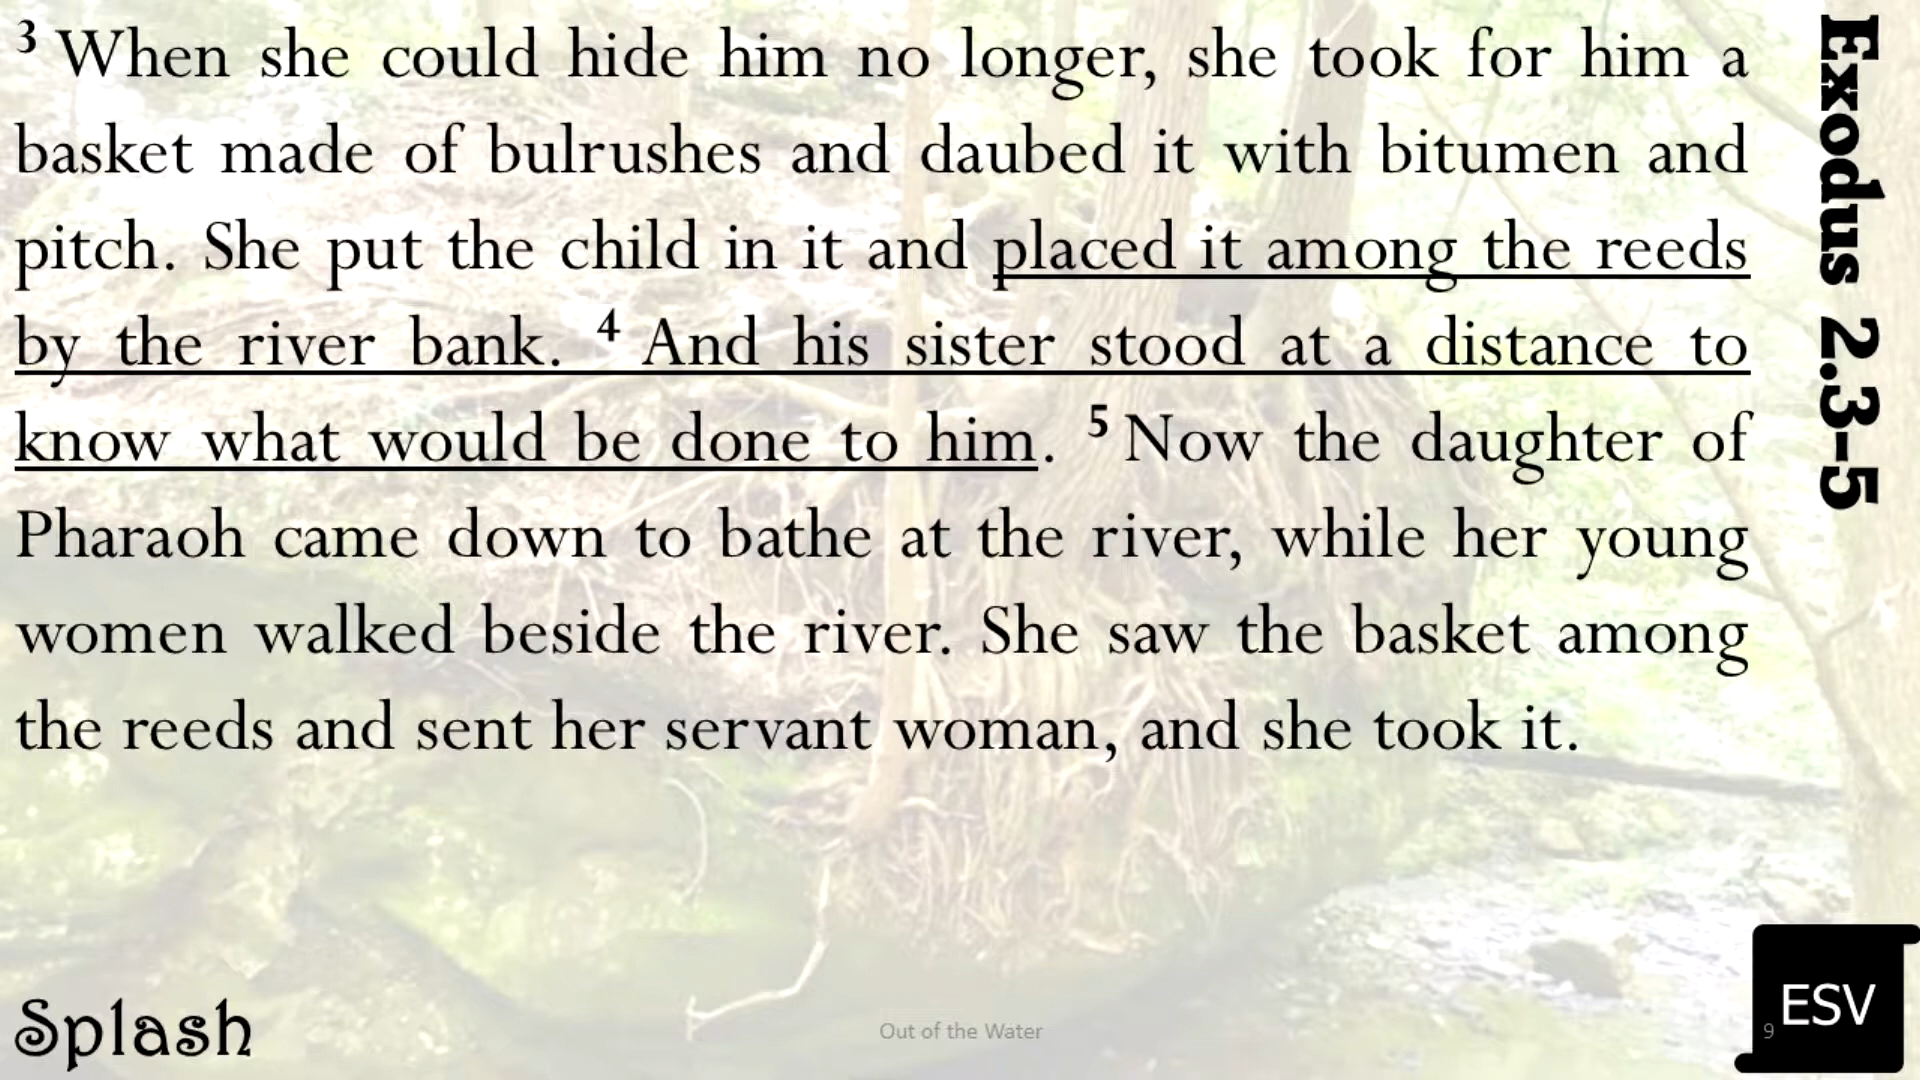 ³ When she could hide him no longer, she took for him a
basket made of bulrushes and daubed it with bitumen and
pitch. She put the child in it and placed it among the reeds
by the river bank. ⁴ And his sister stood at a distance to
know what would be done to him. ⁵ Now the daughter of
Pharaoh came down to bathe at the river, while her young
women walked beside the river. She saw the basket among
the reeds and sent her servant woman, and she took it.
Exodus 2.3-5
Splash
Out of the Water
9
ESV